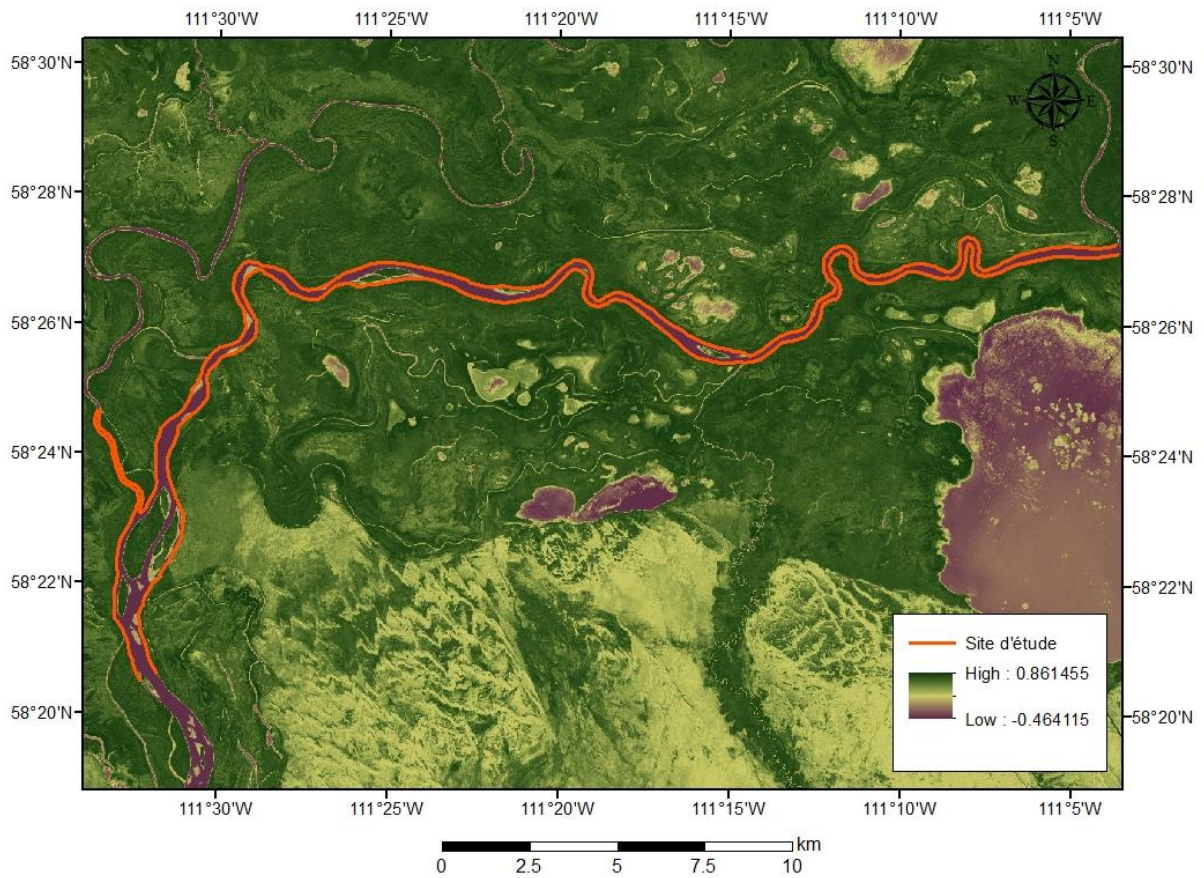 111°30'W 111°25'W 111°20'W 111°15'W 111°10'W 111°5'W
58°30'N 58°30'N
N
W E
S
58°28'N 58°28'N
58°26'N 58°26'N
58°24'N 58°24'N
58°22'N 58°22'N
Site d'étude
High : 0.861455
Low : -0.464115
58°20'N 58°20'N
111°30'W 111°25'W 111°20'W 111°15'W 111°10'W 111°5'W
km
0 2.5 5 7.5 10